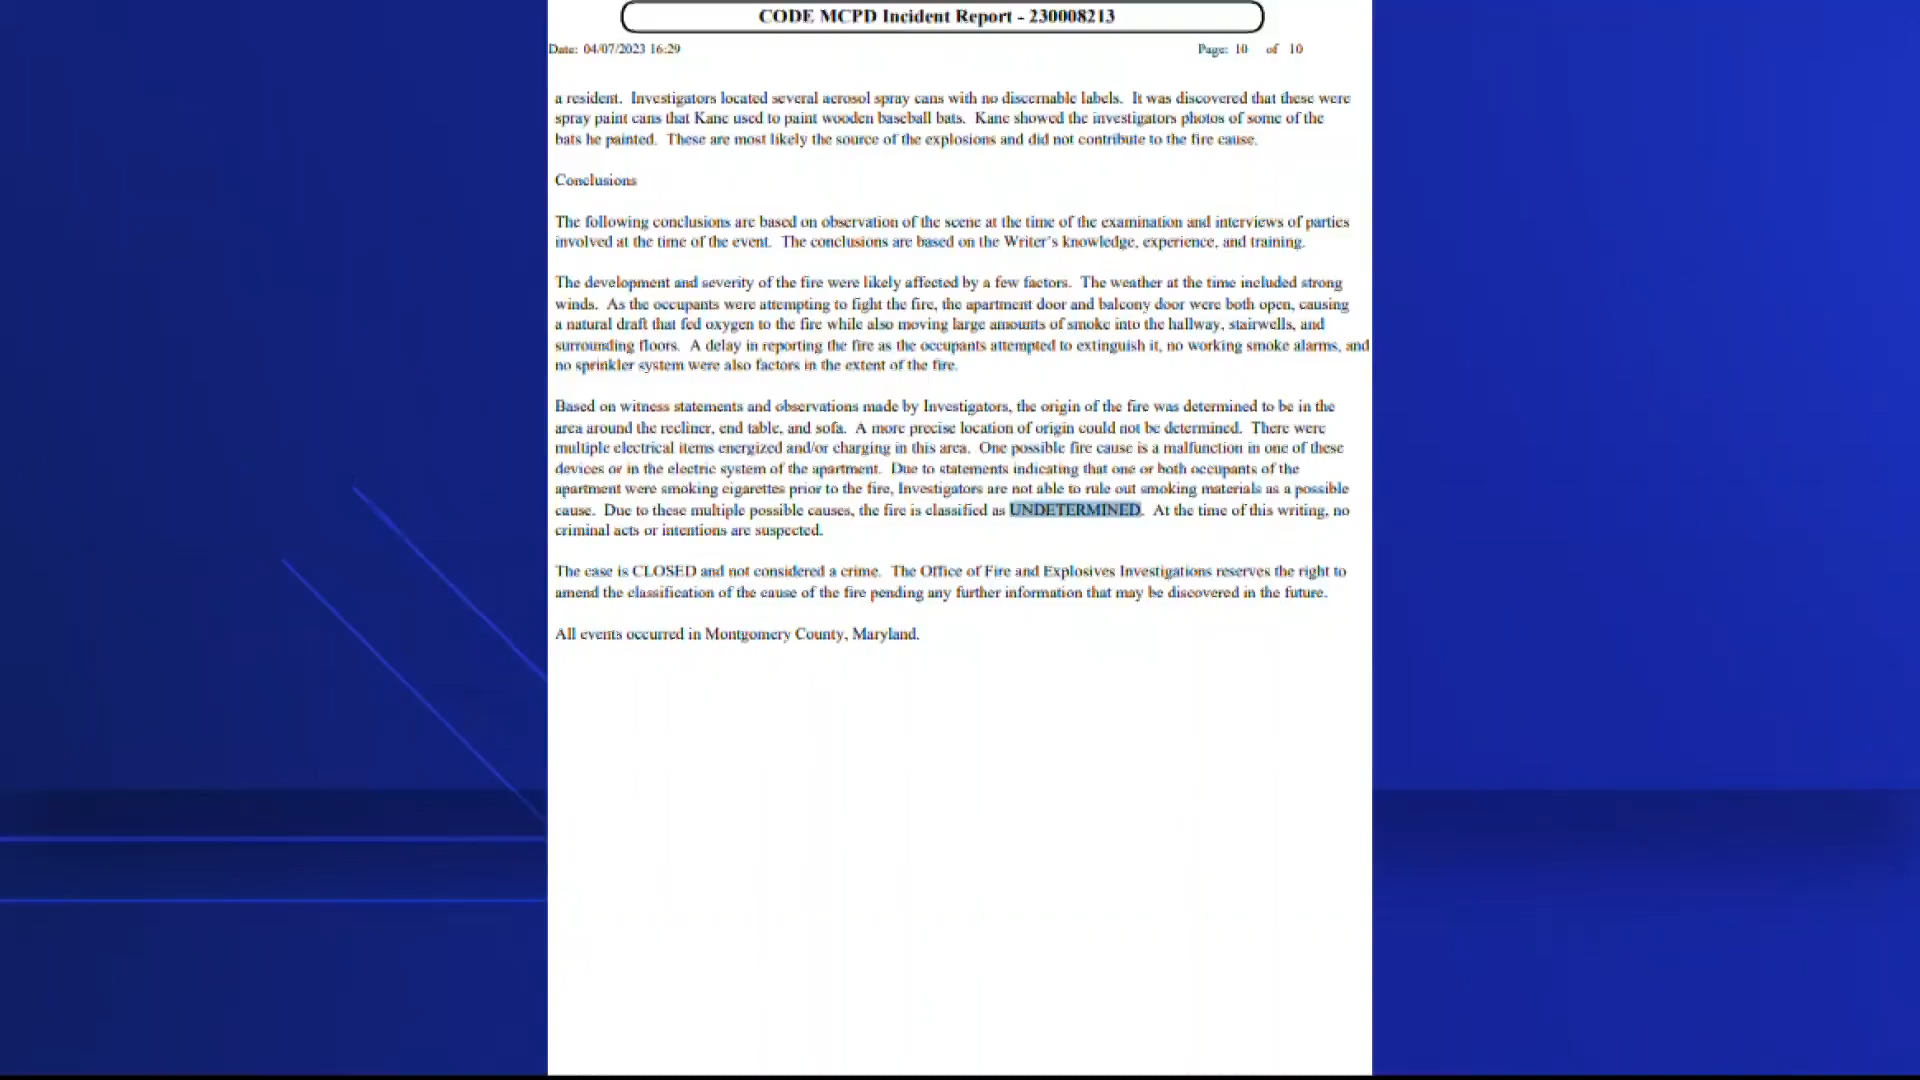 CODE MCPD Incident Report - 230008213
Date: 04/07/2023 16:29 Page: 10 of 10
a resident. Investigators located several aerosol spray cans with no discernable labels. It was discovered that these were
spray paint cans that Kane used to paint wooden baseball bats. Kane showed the investigators photos of some of the
bats he painted. These are most likely the source of the explosions and did not contribute to the fire cause.
Conclusions
The following conclusions are based on observation of the scene at the time of the examination and interviews of parties
involved at the time of the event. The conclusions are based on the Writer's knowledge, experience, and training.
The development and severity of the fire were likely affected by a few factors. The weather at the time included strong
winds. As the occupants were attempting to fight the fire, the apartment door and balcony door were both open, causing
a natural draft that fed oxygen to the fire while also moving large amounts of smoke into the hallway, stairwells, and
surrounding floors. A delay in reporting the fire as the occupants attempted to extinguish it, no working smoke alarms, and
no sprinkler system were also factors in the extent of the fire.
Based on witness statements and observations made by Investigators, the origin of the fire was determined to be in the
area around the recliner, end table, and sofa. A more precise location of origin could not be determined. There were
multiple electrical items energized and/or charging in this area. One possible fire cause is a malfunction in one of these
devices or in the electric system of the apartment. Due to statements indicating that one or both occupants of the
apartment were smoking cigarettes prior to the fire, Investigators are not able to rule out smoking materials as a possible
cause. Due to these multiple possible causes, the fire is classified as UNDETERMINED. At the time of this writing, no
criminal acts or intentions are suspected.
The case is CLOSED and not considered a crime. The Office of Fire and Explosives Investigations reserves the right to
amend the classification of the cause of the fire pending any further information that may be discovered in the future.
All events occurred in Montgomery County, Maryland.